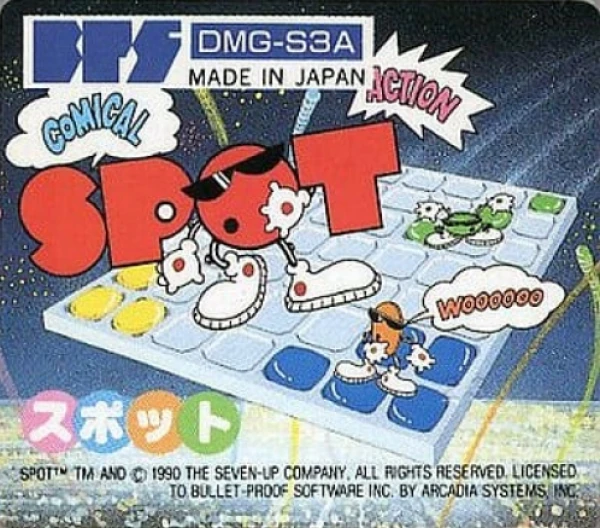 BPS
DMG-S3A
MADE IN JAPAN
COMICAL
ACTION
SPOT
WOOOOOO
スポット
SPOT™ TM AND © 1990 THE SEVEN-UP COMPANY. ALL RIGHTS RESERVED. LICENSED
TO BULLET-PROOF SOFTWARE INC. BY ARCADIA SYSTEMS, INC.